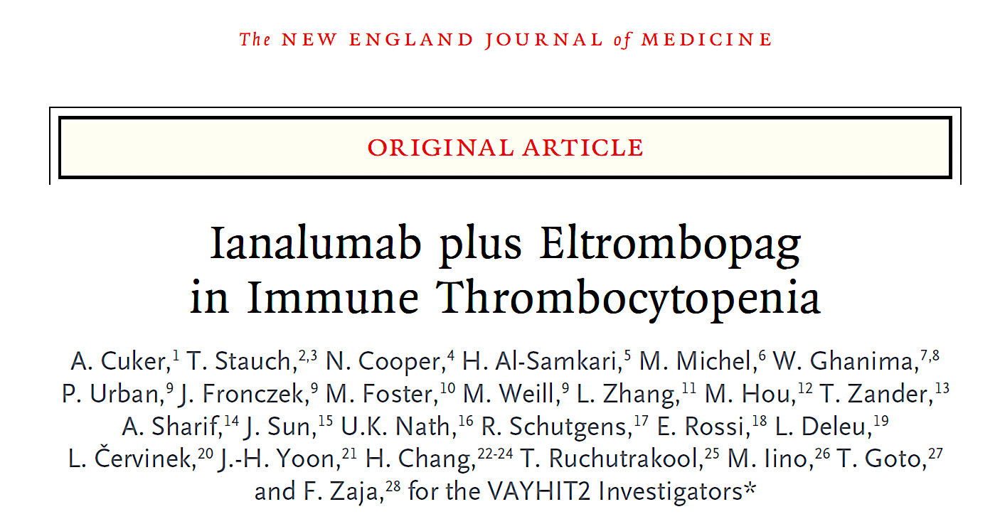 The NEW ENGLAND JOURNAL of MEDICINE
ORIGINAL ARTICLE
Ianalumab plus Eltrombopag
in Immune Thrombocytopenia
A. Cuker,¹ T. Stauch,²,³ N. Cooper,⁴ H. Al-Samkari,⁵ M. Michel,⁶ W. Ghanima,⁷,⁸
P. Urban,⁹ J. Fronczek,⁹ M. Foster,¹⁰ M. Weill,⁹ L. Zhang,¹¹ M. Hou,¹² T. Zander,¹³
A. Sharif,¹⁴ J. Sun,¹⁵ U.K. Nath,¹⁶ R. Schutgens,¹⁷ E. Rossi,¹⁸ L. Deleu,¹⁹
L. Červinek,²⁰ J.-H. Yoon,²¹ H. Chang,²²⁻²⁴ T. Ruchutrakool,²⁵ M. Iino,²⁶ T. Goto,²⁷
and F. Zaja,²⁸ for the VAYHIT2 Investigators*